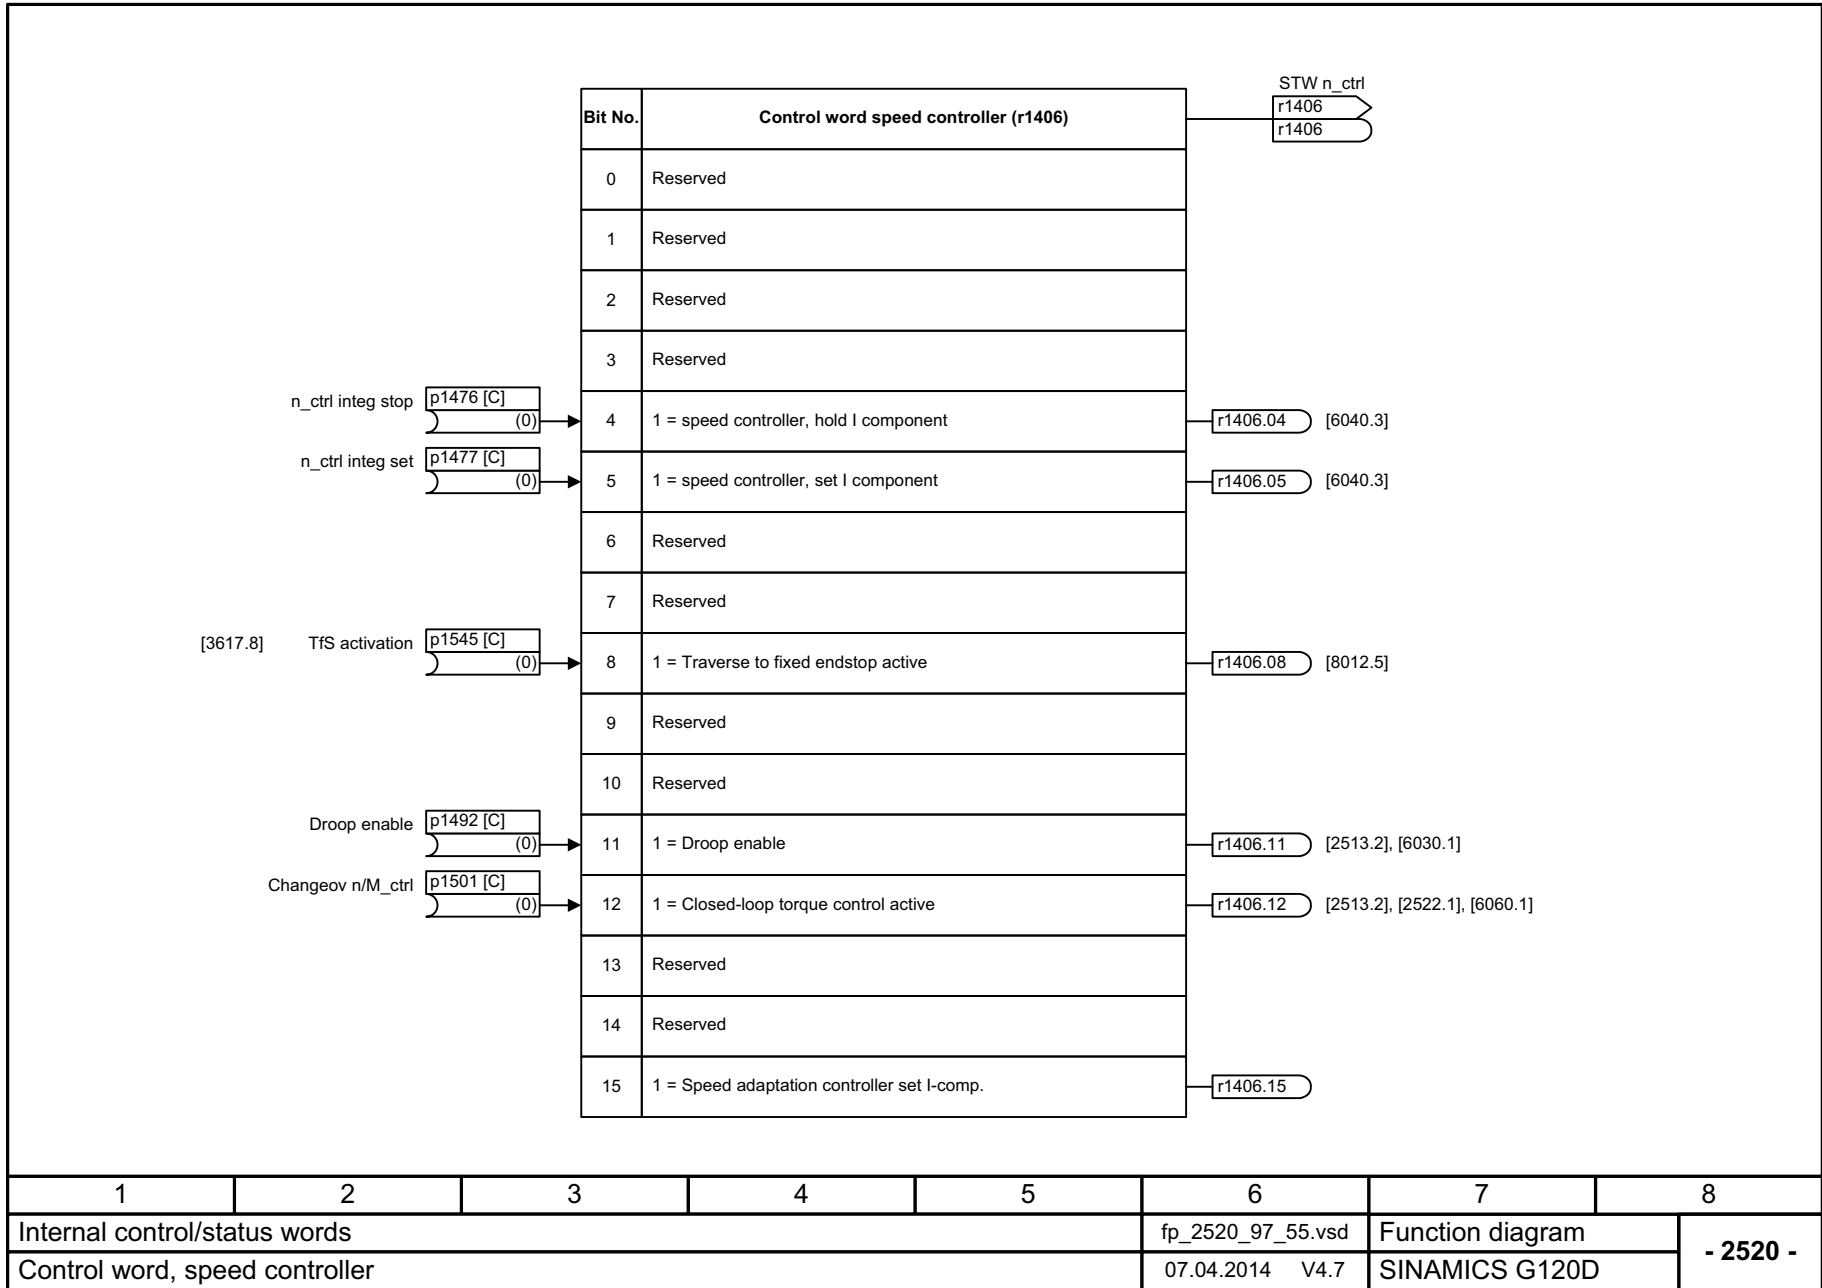 STW n_ctrl
Bit No. Control word speed controller (r1406) r1406
r1406
0 Reserved
1 Reserved
2 Reserved
3 Reserved
n_ctrl integ stop p1476 [C]
(0) 4 1 = speed controller, hold I component r1406.04 [6040.3]
n_ctrl integ set p1477 [C]
(0) 5 1 = speed controller, set I component r1406.05 [6040.3]
6 Reserved
7 Reserved
[3617.8] TfS activation p1545 [C]
(0) 8 1 = Traverse to fixed endstop active r1406.08 [8012.5]
9 Reserved
10 Reserved
Droop enable p1492 [C]
(0) 11 1 = Droop enable r1406.11 [2513.2], [6030.1]
Changeov n/M_ctrl p1501 [C]
(0) 12 1 = Closed-loop torque control active r1406.12 [2513.2], [2522.1], [6060.1]
13 Reserved
14 Reserved
15 1 = Speed adaptation controller set I-comp. r1406.15
1 2 3 4 5 6 7 8
Internal control/status words fp_2520_97_55.vsd Function diagram - 2520 -
Control word, speed controller 07.04.2014 V4.7 SINAMICS G120D